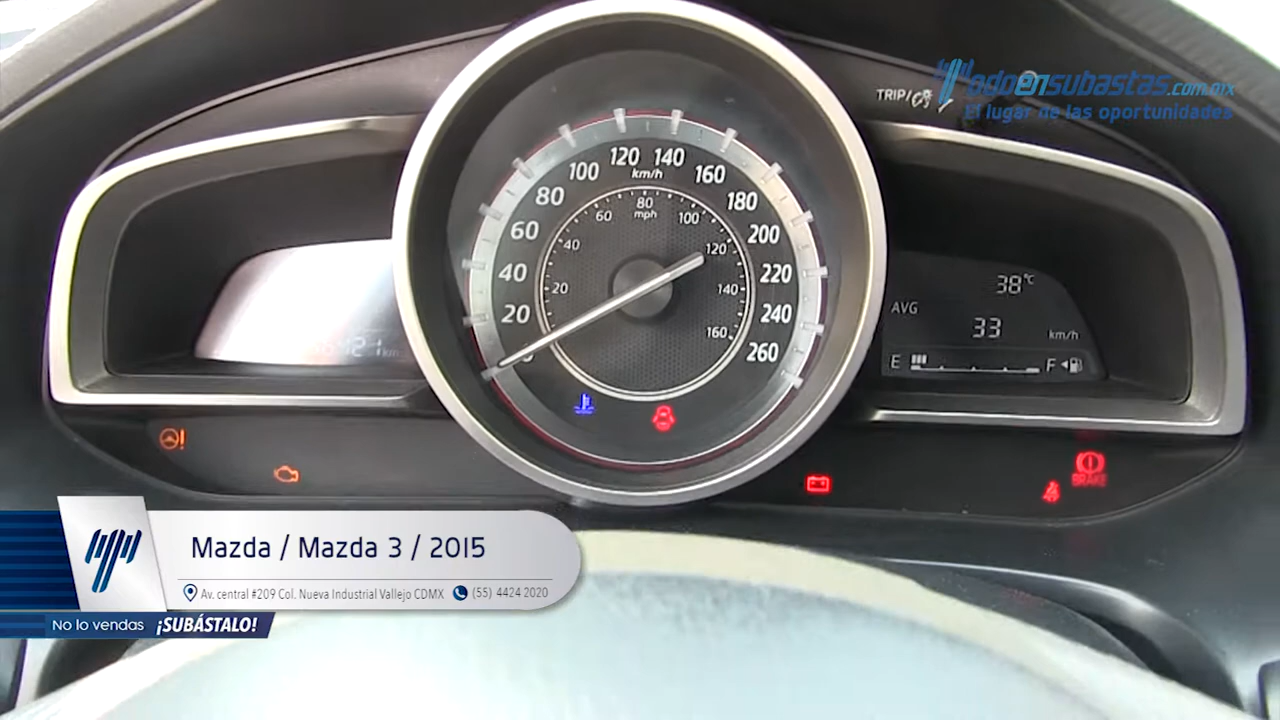 Todoensubastas.com.mx
El lugar de las oportunidades
TRIP/
120 140
100 160
km/h
80 180
60 200
40 220
20 240
260
80
mph
60 100
40 120
20 140
160
38°C
AVG
33 km/h
E F
km
BRAKE
Mazda / Mazda 3 / 2015
Av. central #209 Col. Nueva Industrial Vallejo CDMX (55) 4424 2020
No lo vendas ¡SUBÁSTALO!